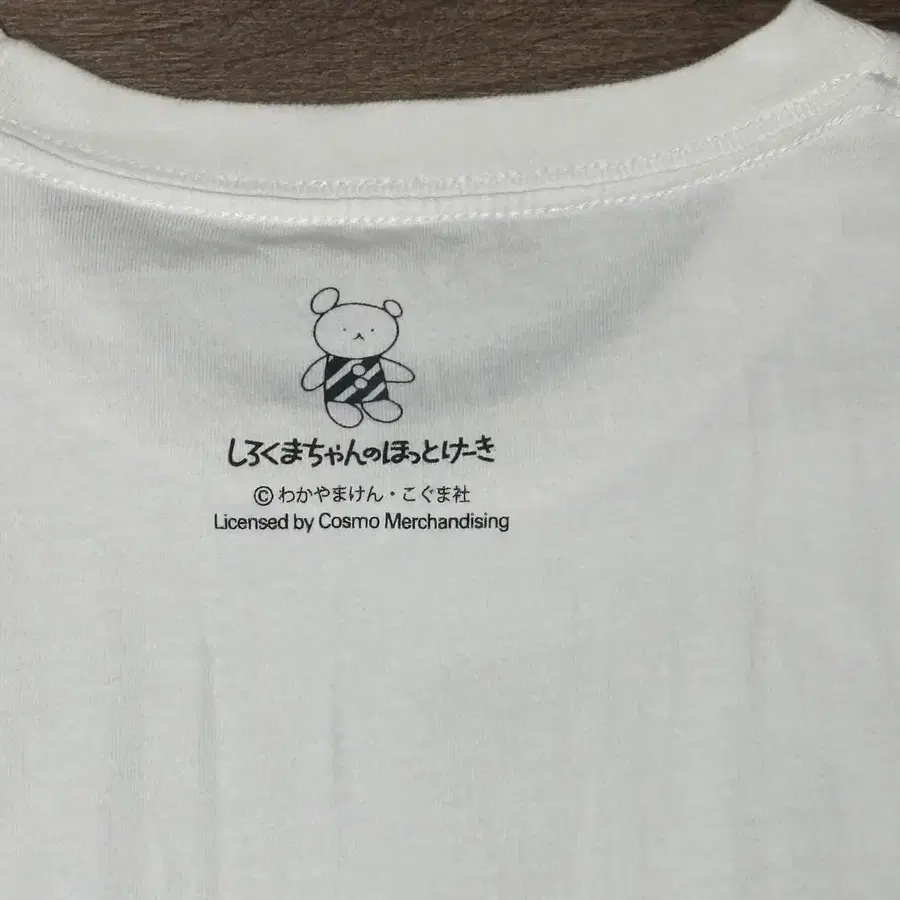 しろくまちゃんのほっとけーき
©わかやまけん・こぐま社
Licensed by Cosmo Merchandising